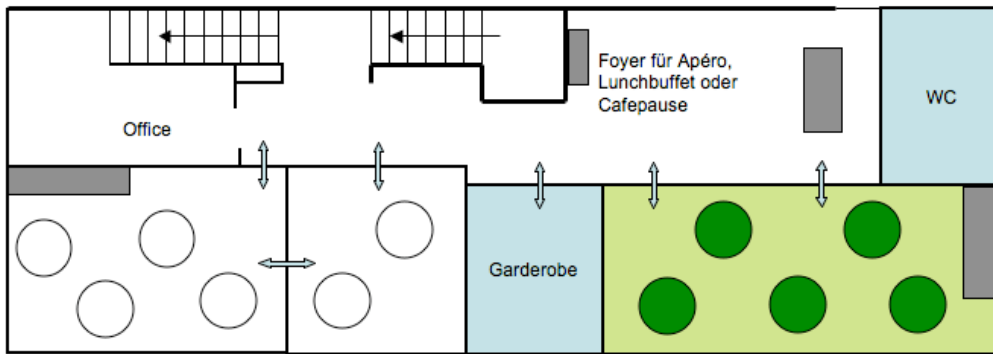 Foyer für Apéro,
Lunchbuffet oder
Cafepause
WC
Office
Garderobe